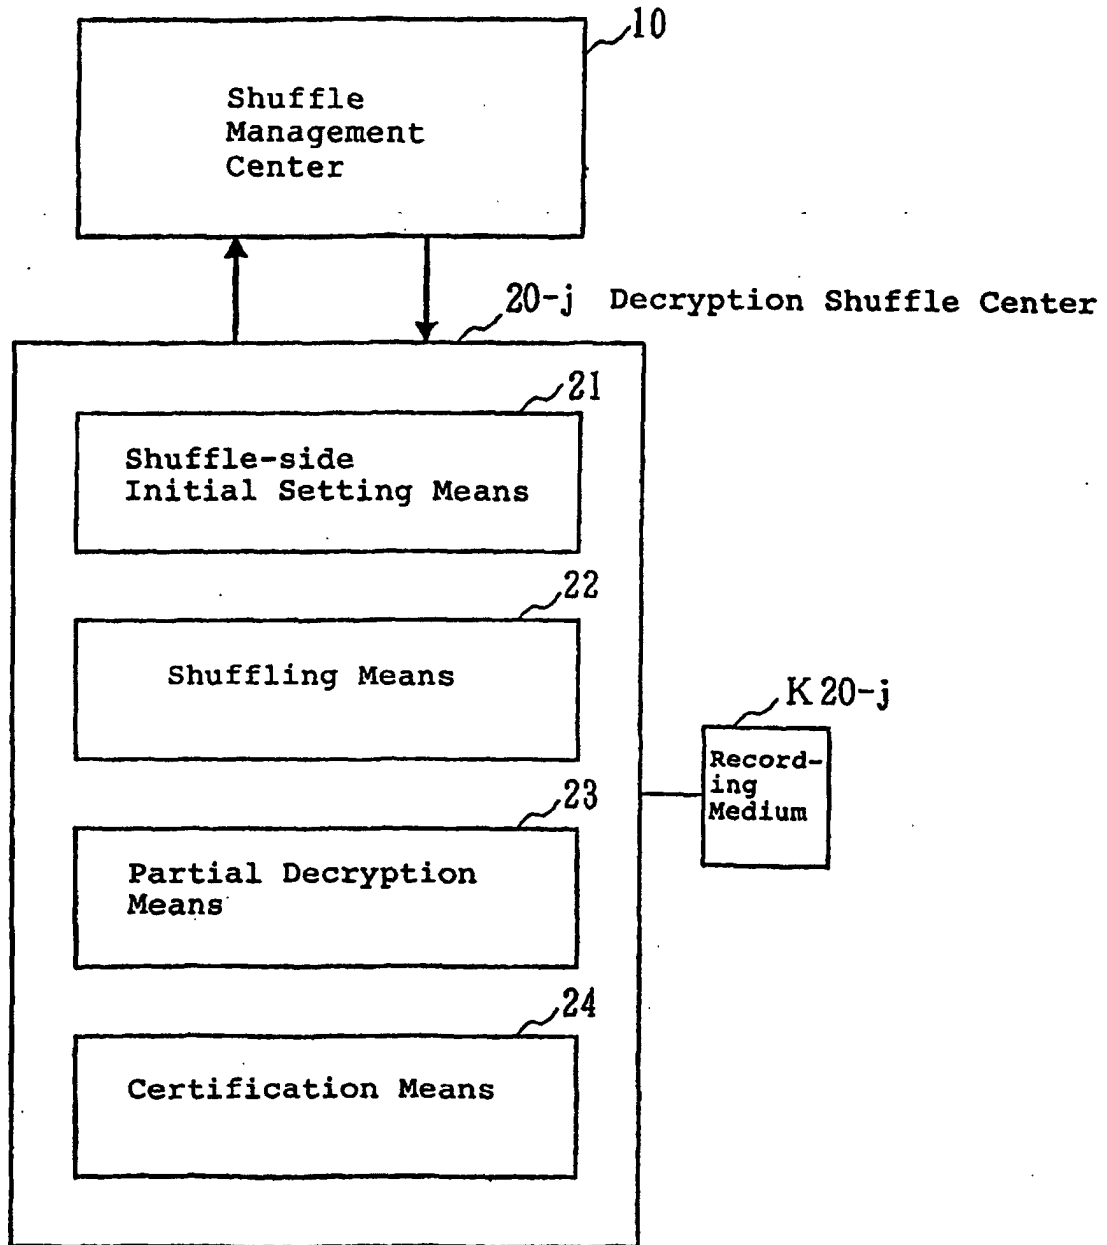 10
Shuffle
Management
Center
20-j Decryption Shuffle Center
21
Shuffle-side
Initial Setting Means
22
Shuffling Means
K20-j
Record-
ing
Medium
23
Partial Decryption
Means
24
Certification Means